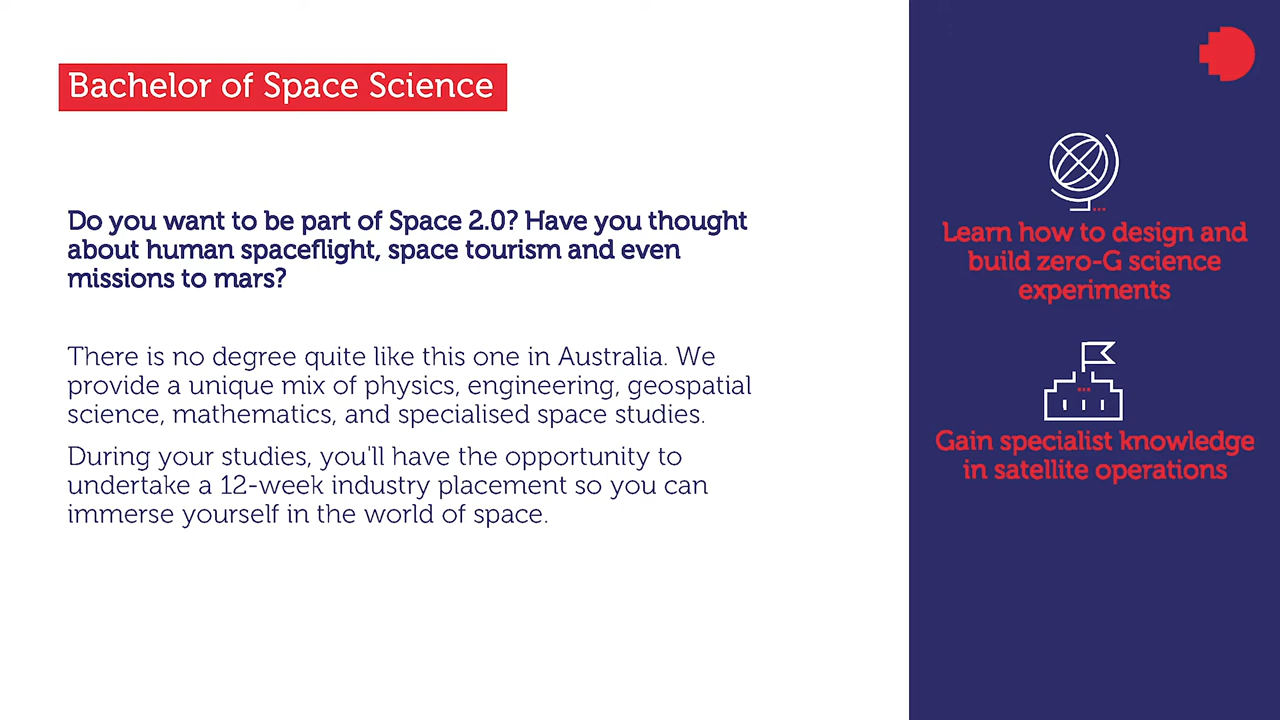 Bachelor of Space Science
Do you want to be part of Space 2.0? Have you thought
about human spaceflight, space tourism and even
missions to mars?
There is no degree quite like this one in Australia. We
provide a unique mix of physics, engineering, geospatial
science, mathematics, and specialised space studies.
During your studies, you'll have the opportunity to
undertake a 12-week industry placement so you can
immerse yourself in the world of space.
Learn how to design and
build zero-G science
experiments
Gain specialist knowledge
in satellite operations